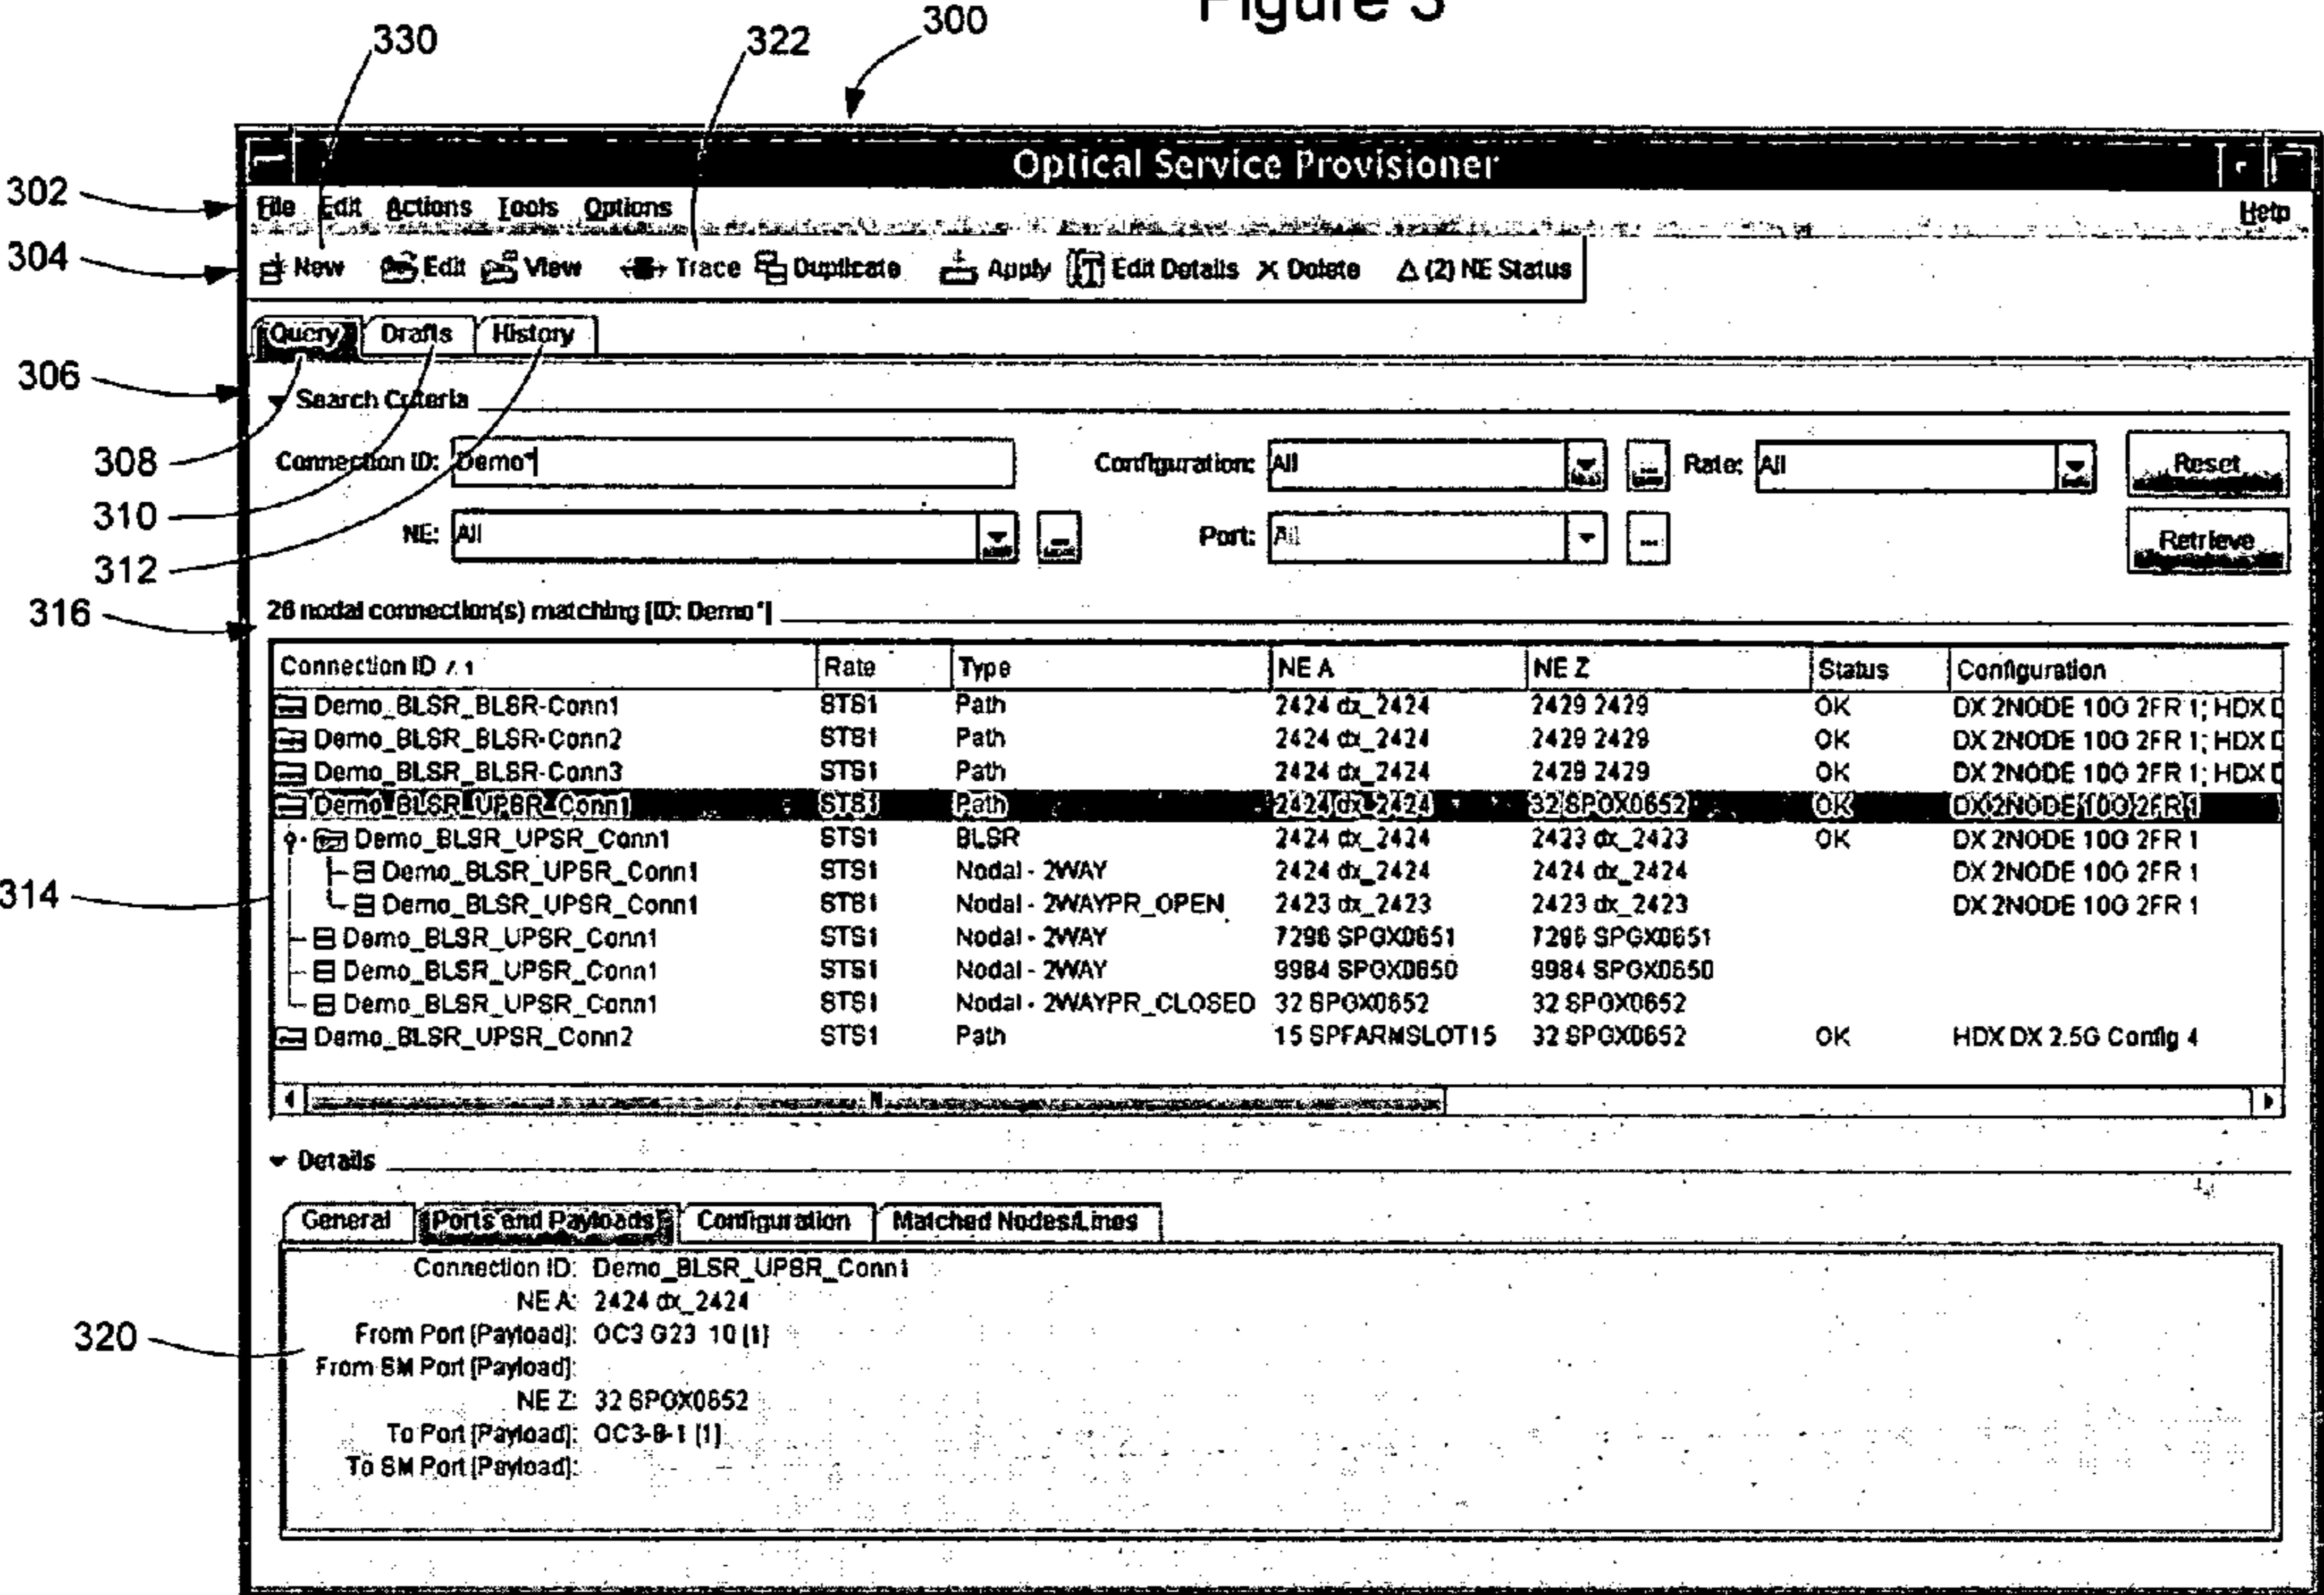 Figure 3
330
322
300
Optical Service Provisioner
302
File Edit Actions Tools Options Help
304
New Edit View Trace Duplicate Apply Edit Details X Delete Δ (2) NE Status
Query Drafts History
306
Search Criteria
308
Connection ID: Demo* Configuration: All ... Rate: All Reset
310
NE: All ... Port: All ... Retrieve
312
316
26 nodal connection(s) matching [ID: Demo*]
Connection ID / 1 Rate Type NE A NE Z Status Configuration
Demo_BLSR_BLSR-Conn1 STS1 Path 2424 dx_2424 2429 2429 OK DX 2NODE 10G 2FR 1; HDX D
Demo_BLSR_BLSR-Conn2 STS1 Path 2424 dx_2424 2429 2429 OK DX 2NODE 10G 2FR 1; HDX D
Demo_BLSR_BLSR-Conn3 STS1 Path 2424 dx_2424 2429 2429 OK DX 2NODE 10G 2FR 1; HDX D
Demo_BLSR_UPSR_Conn1 STS1 Path 2424 dx_2424 32 SPGX0652 OK DX 2NODE 10G 2FR 1
Demo_BLSR_UPSR_Conn1 STS1 BLSR 2424 dx_2424 2423 dx_2423 OK DX 2NODE 10G 2FR 1
Demo_BLSR_UPSR_Conn1 STS1 Nodal - 2WAY 2424 dx_2424 2424 dx_2424 DX 2NODE 10G 2FR 1
314
Demo_BLSR_UPSR_Conn1 STS1 Nodal - 2WAYPR_OPEN 2423 dx_2423 2423 dx_2423 DX 2NODE 10G 2FR 1
Demo_BLSR_UPSR_Conn1 STS1 Nodal - 2WAY 7296 SPGX0651 7296 SPGX0651
Demo_BLSR_UPSR_Conn1 STS1 Nodal - 2WAY 9984 SPGX0650 9984 SPGX0650
Demo_BLSR_UPSR_Conn1 STS1 Nodal - 2WAYPR_CLOSED 32 SPGX0652 32 SPGX0652
Demo_BLSR_UPSR_Conn2 STS1 Path 15 SPFARMSLOT15 32 SPGX0652 OK HDX DX 2.5G Config 4
Details
General Ports and Payloads Configuration Matched Nodes/Lines
Connection ID: Demo_BLSR_UPSR_Conn1
NE A: 2424 dx_2424
320
From Port [Payload]: OC3 G23 10 [1]
From SM Port [Payload]:
NE Z: 32 SPGX0652
To Port [Payload]: OC3-8-1 [1]
To SM Port [Payload]: